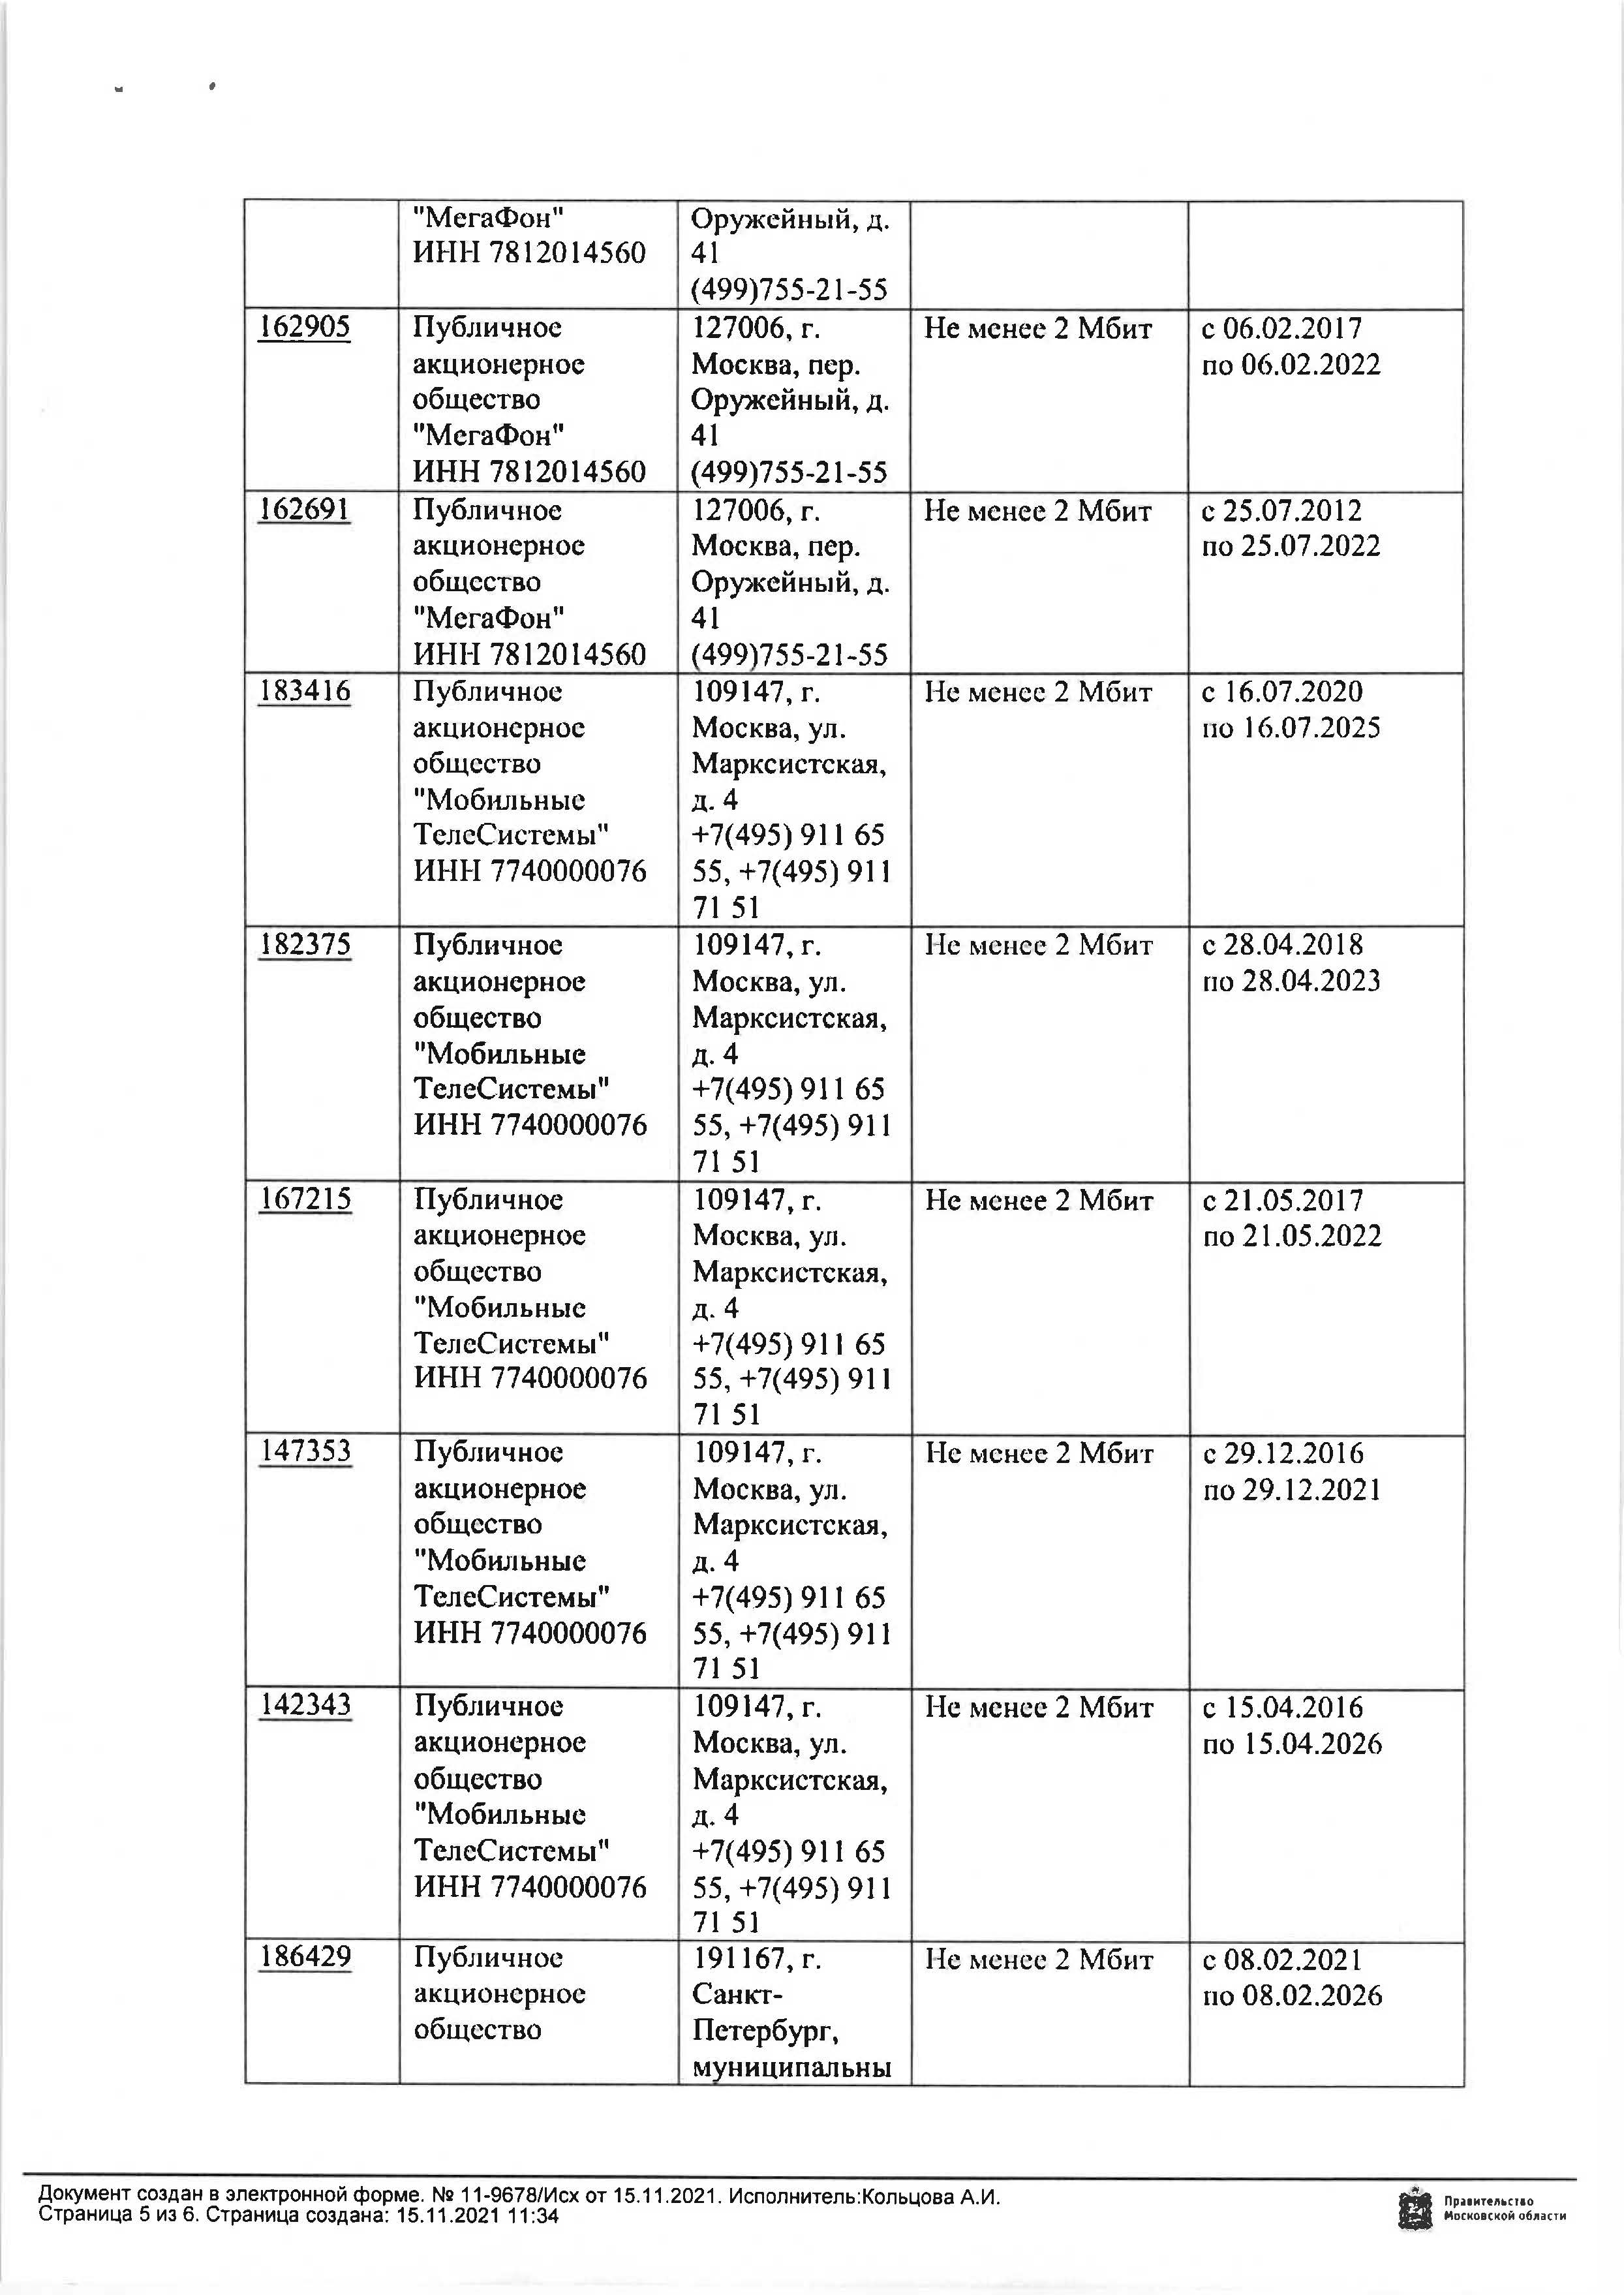 "МегаФон"
ИНН 7812014560
Оружейный, д.
41
(499)755-21-55
162905
Публичное
акционерное
общество
"МегаФон"
ИНН 7812014560
127006, г.
Москва, пер.
Оружейный, д.
41
(499)755-21-55
Не менее 2 Мбит
с 06.02.2017
по 06.02.2022
162691
Публичное
акционерное
общество
"МегаФон"
ИНН 7812014560
127006, г.
Москва, пер.
Оружейный, д.
41
(499)755-21-55
Не менее 2 Мбит
с 25.07.2012
по 25.07.2022
183416
Публичное
акционерное
общество
"Мобильные
ТелеСистемы"
ИНН 7740000076
109147, г.
Москва, ул.
Марксистская,
д. 4
+7(495) 911 65
55, +7(495) 911
71 51
Не менее 2 Мбит
с 16.07.2020
по 16.07.2025
182375
Публичное
акционерное
общество
"Мобильные
ТелеСистемы"
ИНН 7740000076
109147, г.
Москва, ул.
Марксистская,
д. 4
+7(495) 911 65
55, +7(495) 911
71 51
Не менее 2 Мбит
с 28.04.2018
по 28.04.2023
167215
Публичное
акционерное
общество
"Мобильные
ТелеСистемы"
ИНН 7740000076
109147, г.
Москва, ул.
Марксистская,
д. 4
+7(495) 911 65
55, +7(495) 911
71 51
Не менее 2 Мбит
с 21.05.2017
по 21.05.2022
147353
Публичное
акционерное
общество
"Мобильные
ТелеСистемы"
ИНН 7740000076
109147, г.
Москва, ул.
Марксистская,
д. 4
+7(495) 911 65
55, +7(495) 911
71 51
Не менее 2 Мбит
с 29.12.2016
по 29.12.2021
142343
Публичное
акционерное
общество
"Мобильные
ТелеСистемы"
ИНН 7740000076
109147, г.
Москва, ул.
Марксистская,
д. 4
+7(495) 911 65
55, +7(495) 911
71 51
Не менее 2 Мбит
с 15.04.2016
по 15.04.2026
186429
Публичное
акционерное
общество
191167, г.
Санкт-
Петербург,
муниципальны
Не менее 2 Мбит
с 08.02.2021
по 08.02.2026
Документ создан в электронной форме. № 11-9678/Исх от 15.11.2021. Исполнитель:Кольцова А.И.
Страница 5 из 6. Страница создана: 15.11.2021 11:34
Правительство
Московской области